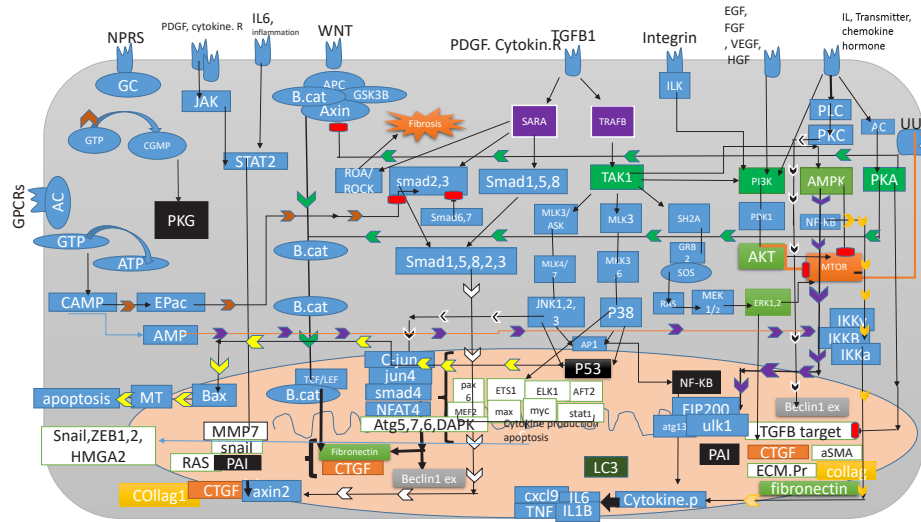 NPRS
PDGF, cytokine. R
IL6,
inflammation
WNT
PDGF. Cytokin.R
TGFB1
Integrin
EGF,
FGF
, VEGF,
HGF
IL, Transmitter,
chemokine
hormone
GC
APC
GSK3B
B.cat
Axin
JAK
ILK
PLC
PKC
AC
UU
GTP
CGMP
Fibrosis
SARA
TRAFB
STAT2
ROA/
ROCK
smad2,3
Smad1,5,8
TAK1
PI3K
AMPK
PKA
GPCRs
AC
PKG
Smad6,7
MLK3/
ASK
MLK3
SH2A
PDK1
NF-KB
GTP
ATP
B.cat
Smad1,5,8,2,3
MLK4/
7
MLK3
6
GRB
2
SOS
AKT
MTOR
CAMP
EPac
B.cat
JNK1,2,
3
P38
RAS
MEK
1/2
ERK1,2
AMP
AP1
IKKy
IKKB
IKKa
C-jun
jun4
smad4
NFAT4
P53
NF-KB
apoptosis
MT
Bax
TCF/LEF
B.cat
pax
6
ETS1
ELK1
AFT2
MEF2
max
myc
stat1,
Beclin1 ex
FIP200
ulk1
atg13
Atg5,7,6,DAPK
Cytokine production,
apoptosis
TGFB target
Snail,ZEB1,2,
HMGA2
MMP7
snail
RAS
PAI
Fibronectin
CTGF
Beclin1 ex
LC3
PAI
CTGF
aSMA
ECM.Pr
collag
fibronectin
COllag1
CTGF
axin2
cxcl9
TNF
IL6
IL1B
Cytokine.p